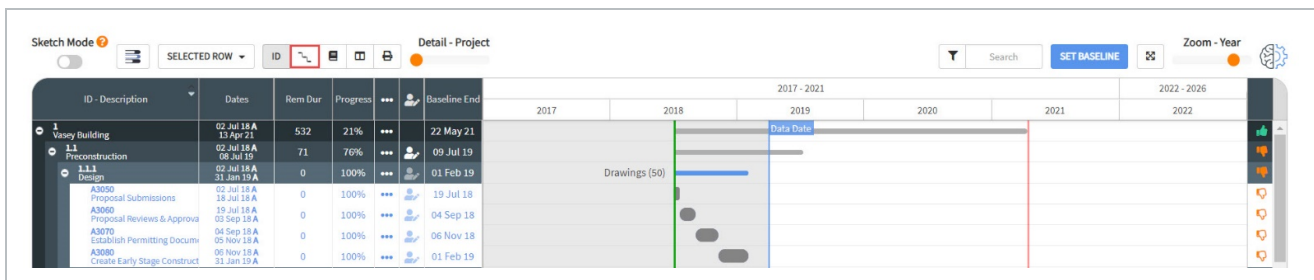 Sketch Mode ?
SELECTED ROW
ID
Detail - Project
Search
SET BASELINE
Zoom - Year
ID - Description
Dates
Rem Dur
Progress
Baseline End
2017 - 2021
2022 - 2026
2017
2018
2019
2020
2021
2022
1
Vasey Building
02 Jul 18 A
13 Apr 21
532
21%
22 May 21
Data Date
1.1
Preconstruction
02 Jul 18 A
08 Jul 19
71
76%
09 Jul 19
1.1.1
Design
02 Jul 18 A
31 Jan 19 A
0
100%
01 Feb 19
Drawings (50)
A3050
Proposal Submissions
02 Jul 18 A
18 Jul 18 A
0
100%
19 Jul 18
A3060
Proposal Reviews & Approva
19 Jul 18 A
03 Sep 18 A
0
100%
04 Sep 18
A3070
Establish Permitting Docum
04 Sep 18 A
05 Nov 18 A
0
100%
06 Nov 18
A3080
Create Early Stage Construct
06 Nov 18 A
31 Jan 19 A
0
100%
01 Feb 19